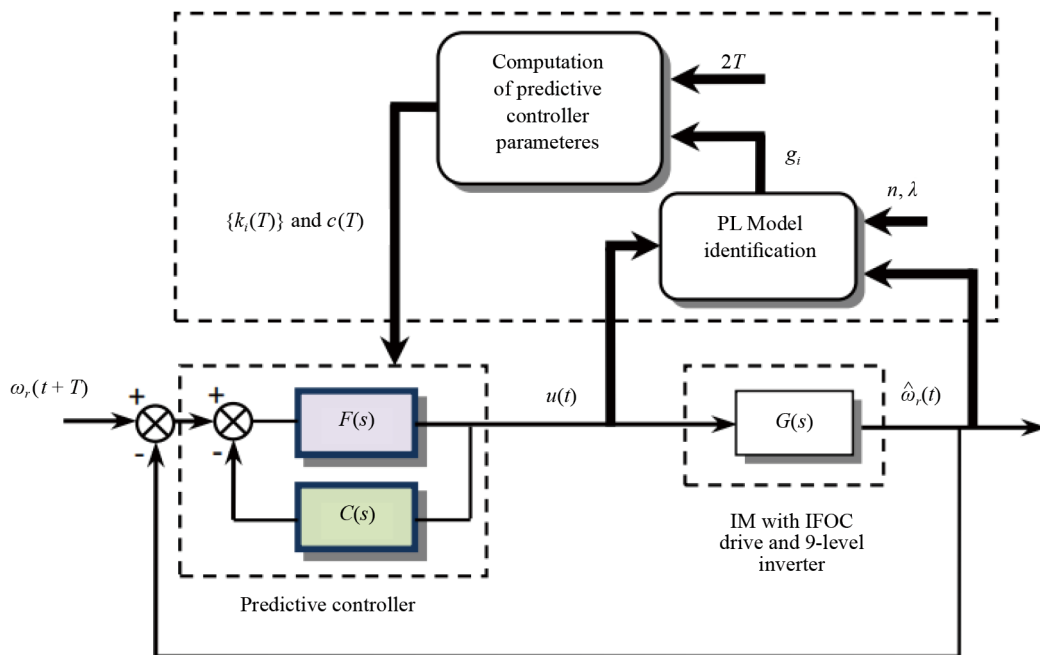 Computation
of predictive
controller
parameteres
2T
g_i
n, λ
PL Model
identification
{k_i(T)} and c(T)
ω_r(t + T)
+
-
+
-
F(s)
C(s)
u(t)
G(s)
ω̂_r(t)
IM with IFOC
drive and 9-level
inverter
Predictive controller